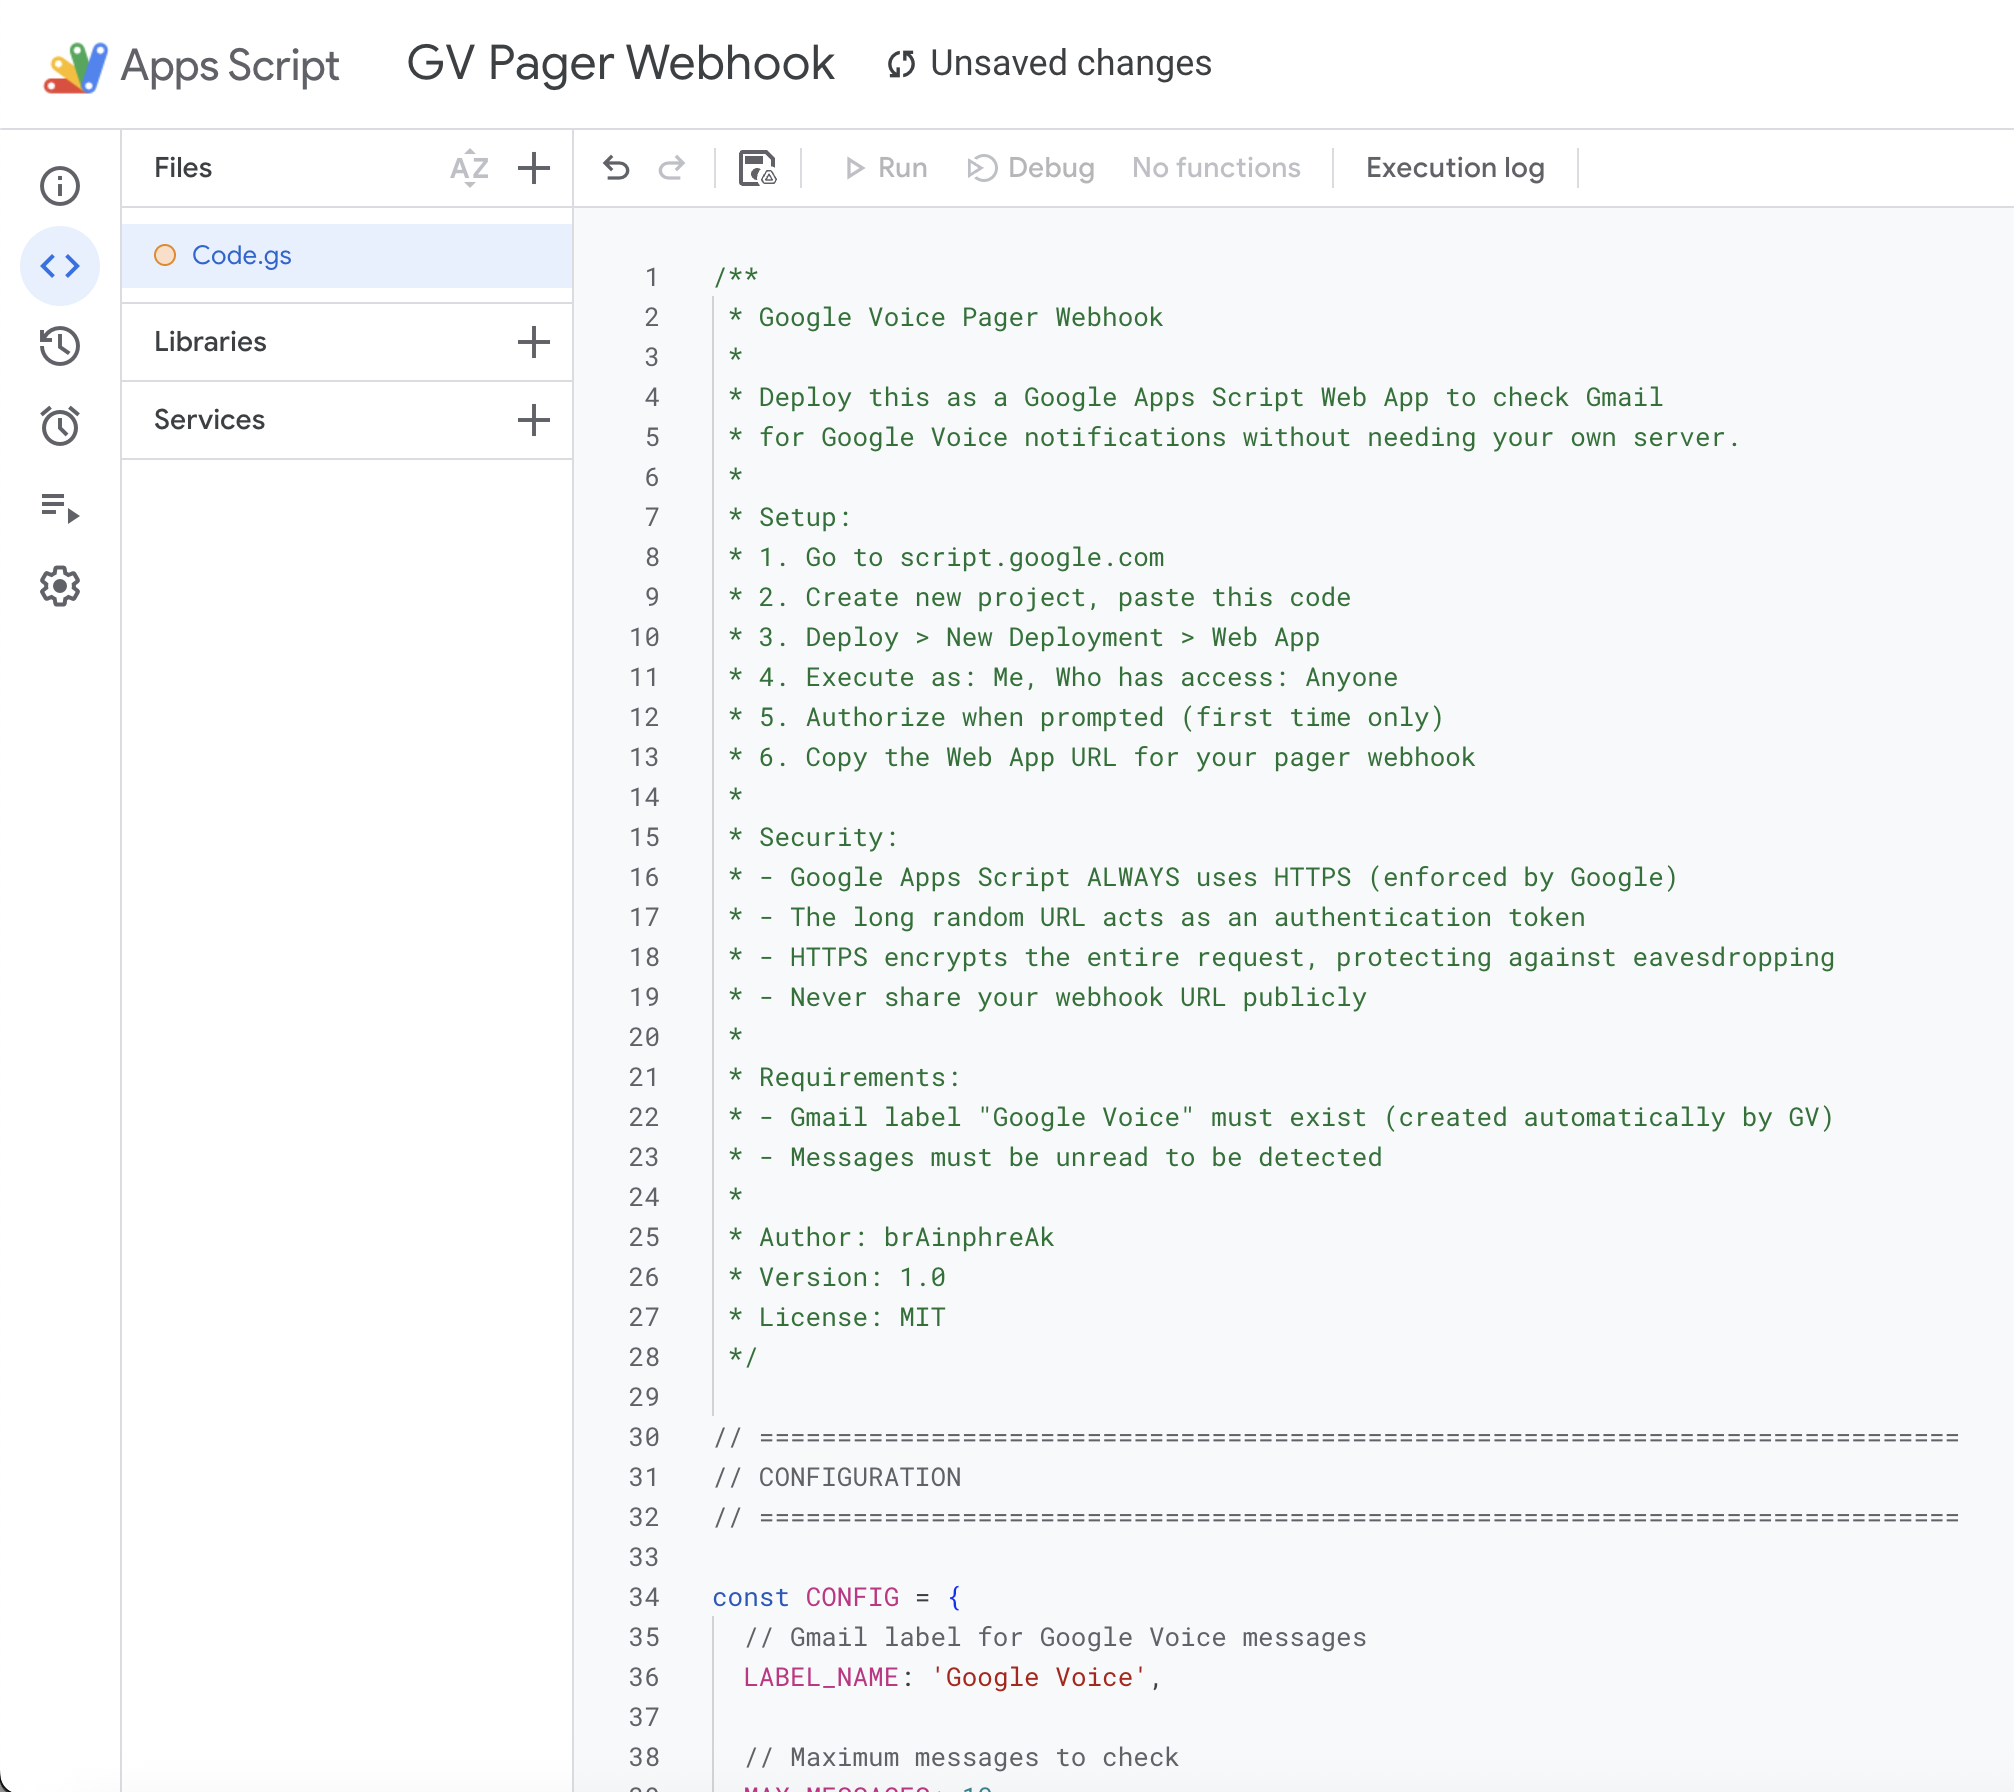 Apps Script
GV Pager Webhook
Unsaved changes
Files
AZ
Code.gs
Libraries
Services
Run
Debug
No functions
Execution log
1 /**
2  * Google Voice Pager Webhook
3  *
4  * Deploy this as a Google Apps Script Web App to check Gmail
5  * for Google Voice notifications without needing your own server.
6  *
7  * Setup:
8  * 1. Go to script.google.com
9  * 2. Create new project, paste this code
10  * 3. Deploy > New Deployment > Web App
11  * 4. Execute as: Me, Who has access: Anyone
12  * 5. Authorize when prompted (first time only)
13  * 6. Copy the Web App URL for your pager webhook
14  *
15  * Security:
16  * - Google Apps Script ALWAYS uses HTTPS (enforced by Google)
17  * - The long random URL acts as an authentication token
18  * - HTTPS encrypts the entire request, protecting against eavesdropping
19  * - Never share your webhook URL publicly
20  *
21  * Requirements:
22  * - Gmail label "Google Voice" must exist (created automatically by GV)
23  * - Messages must be unread to be detected
24  *
25  * Author: brAinphreAk
26  * Version: 1.0
27  * License: MIT
28  */
29
30 // =============================================================================
31 // CONFIGURATION
32 // =============================================================================
33
34 const CONFIG = {
35   // Gmail label for Google Voice messages
36   LABEL_NAME: 'Google Voice',
37
38   // Maximum messages to check